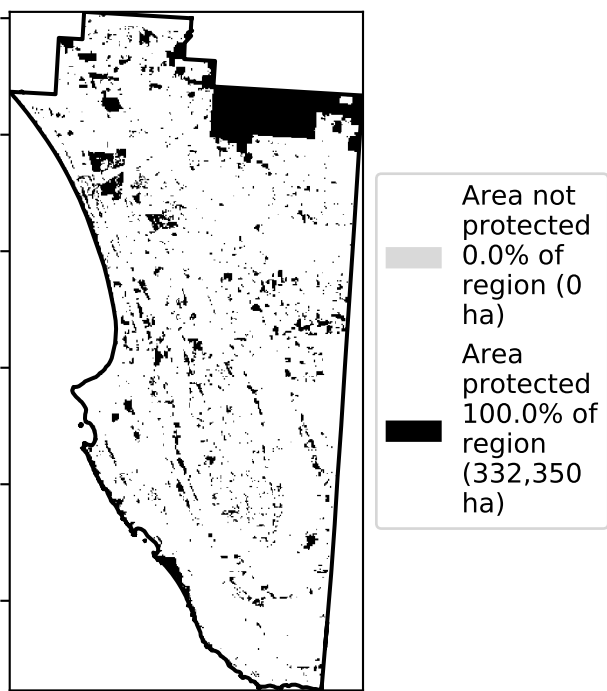 Area not
protected
0.0% of
region (0
ha)
Area
protected
100.0% of
region
(332,350
ha)